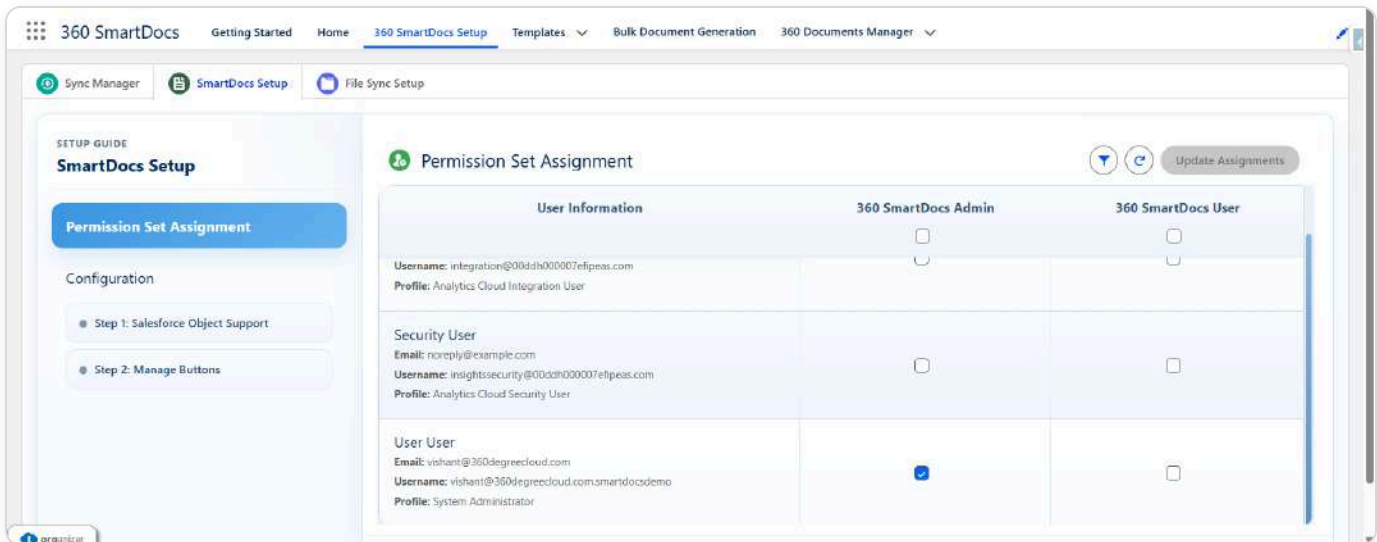 360 SmartDocs
Getting Started
Home
360 SmartDocs Setup
Templates
Bulk Document Generation
360 Documents Manager
Sync Manager
SmartDocs Setup
File Sync Setup
SETUP GUIDE
SmartDocs Setup
Permission Set Assignment
Configuration
Step 1: Salesforce Object Support
Step 2: Manage Buttons
Permission Set Assignment
Update Assignments
User Information
360 SmartDocs Admin
360 SmartDocs User
Username: integration@00ddh000007efipeas.com
Profile: Analytics Cloud Integration User
Security User
Email: noreply@example.com
Username: insightssecurity@00ddh000007efipeas.com
Profile: Analytics Cloud Security User
User User
Email: vishant@360degreecloud.com
Username: vishant@360degreecloud.com.smartdocsdemo
Profile: System Administrator